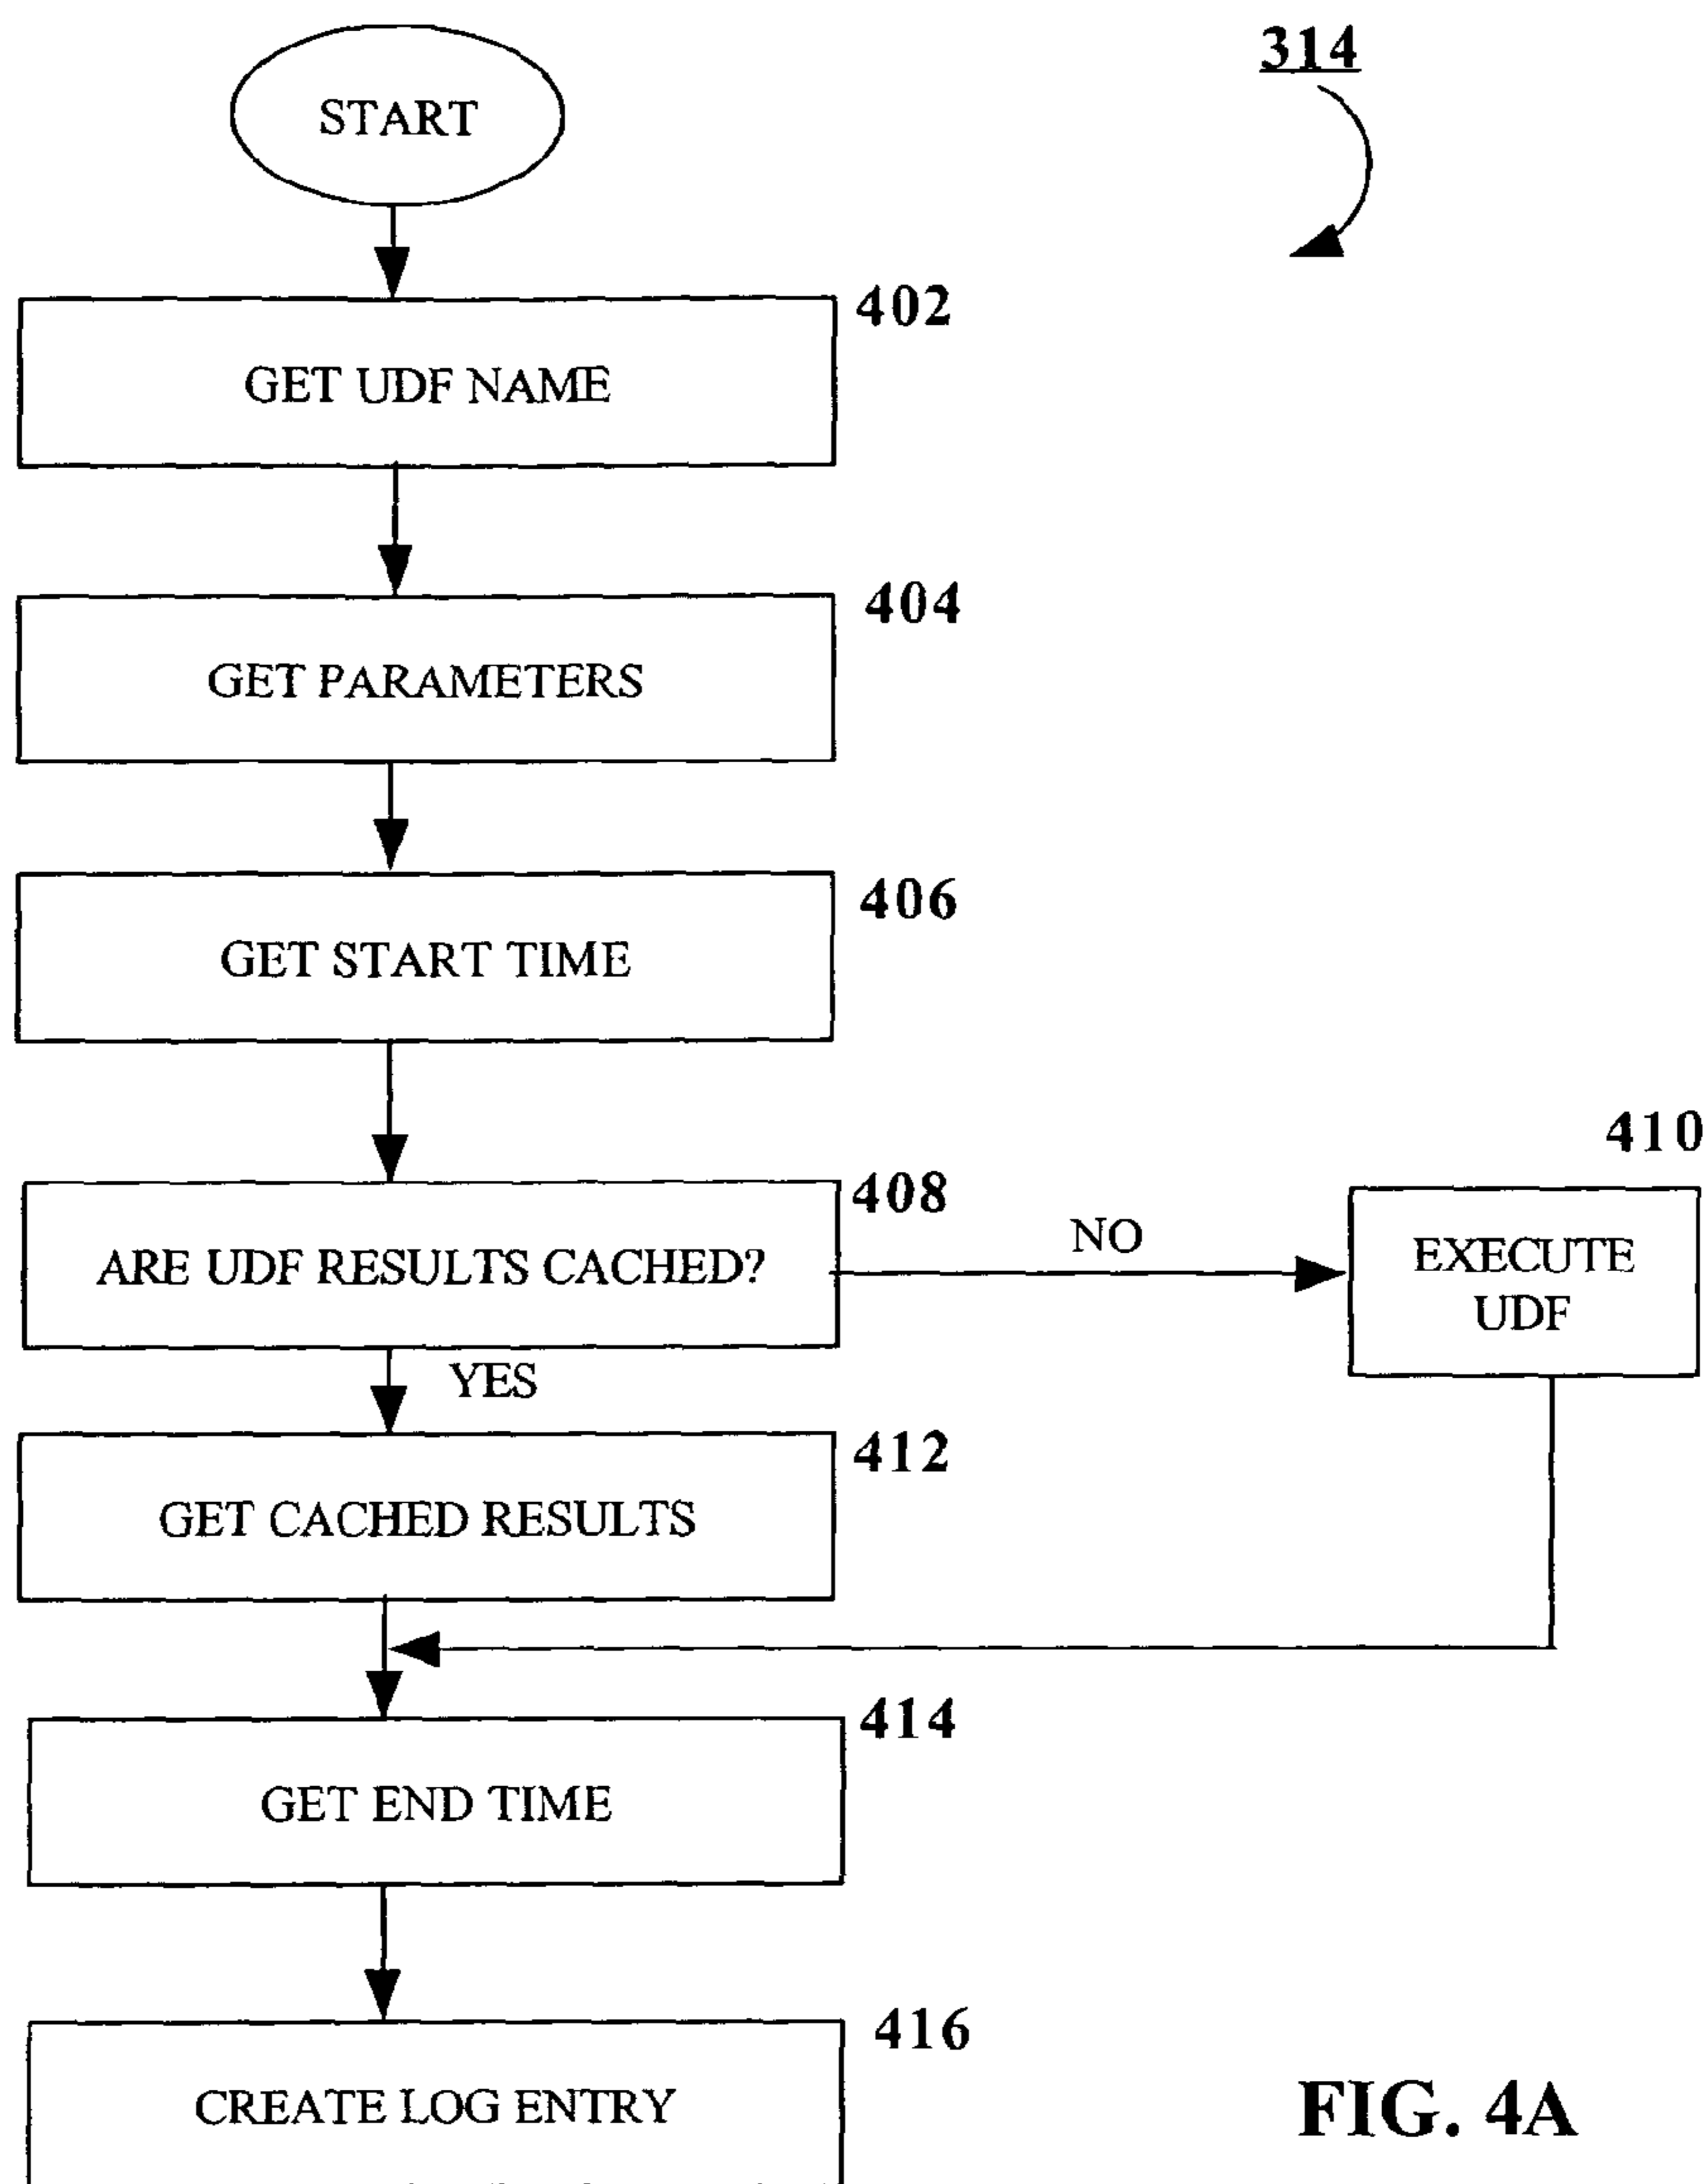 START
314
402
GET UDF NAME
404
GET PARAMETERS
406
GET START TIME
408
ARE UDF RESULTS CACHED?
NO
410
EXECUTE
UDF
YES
412
GET CACHED RESULTS
414
GET END TIME
416
CREATE LOG ENTRY
FIG. 4A